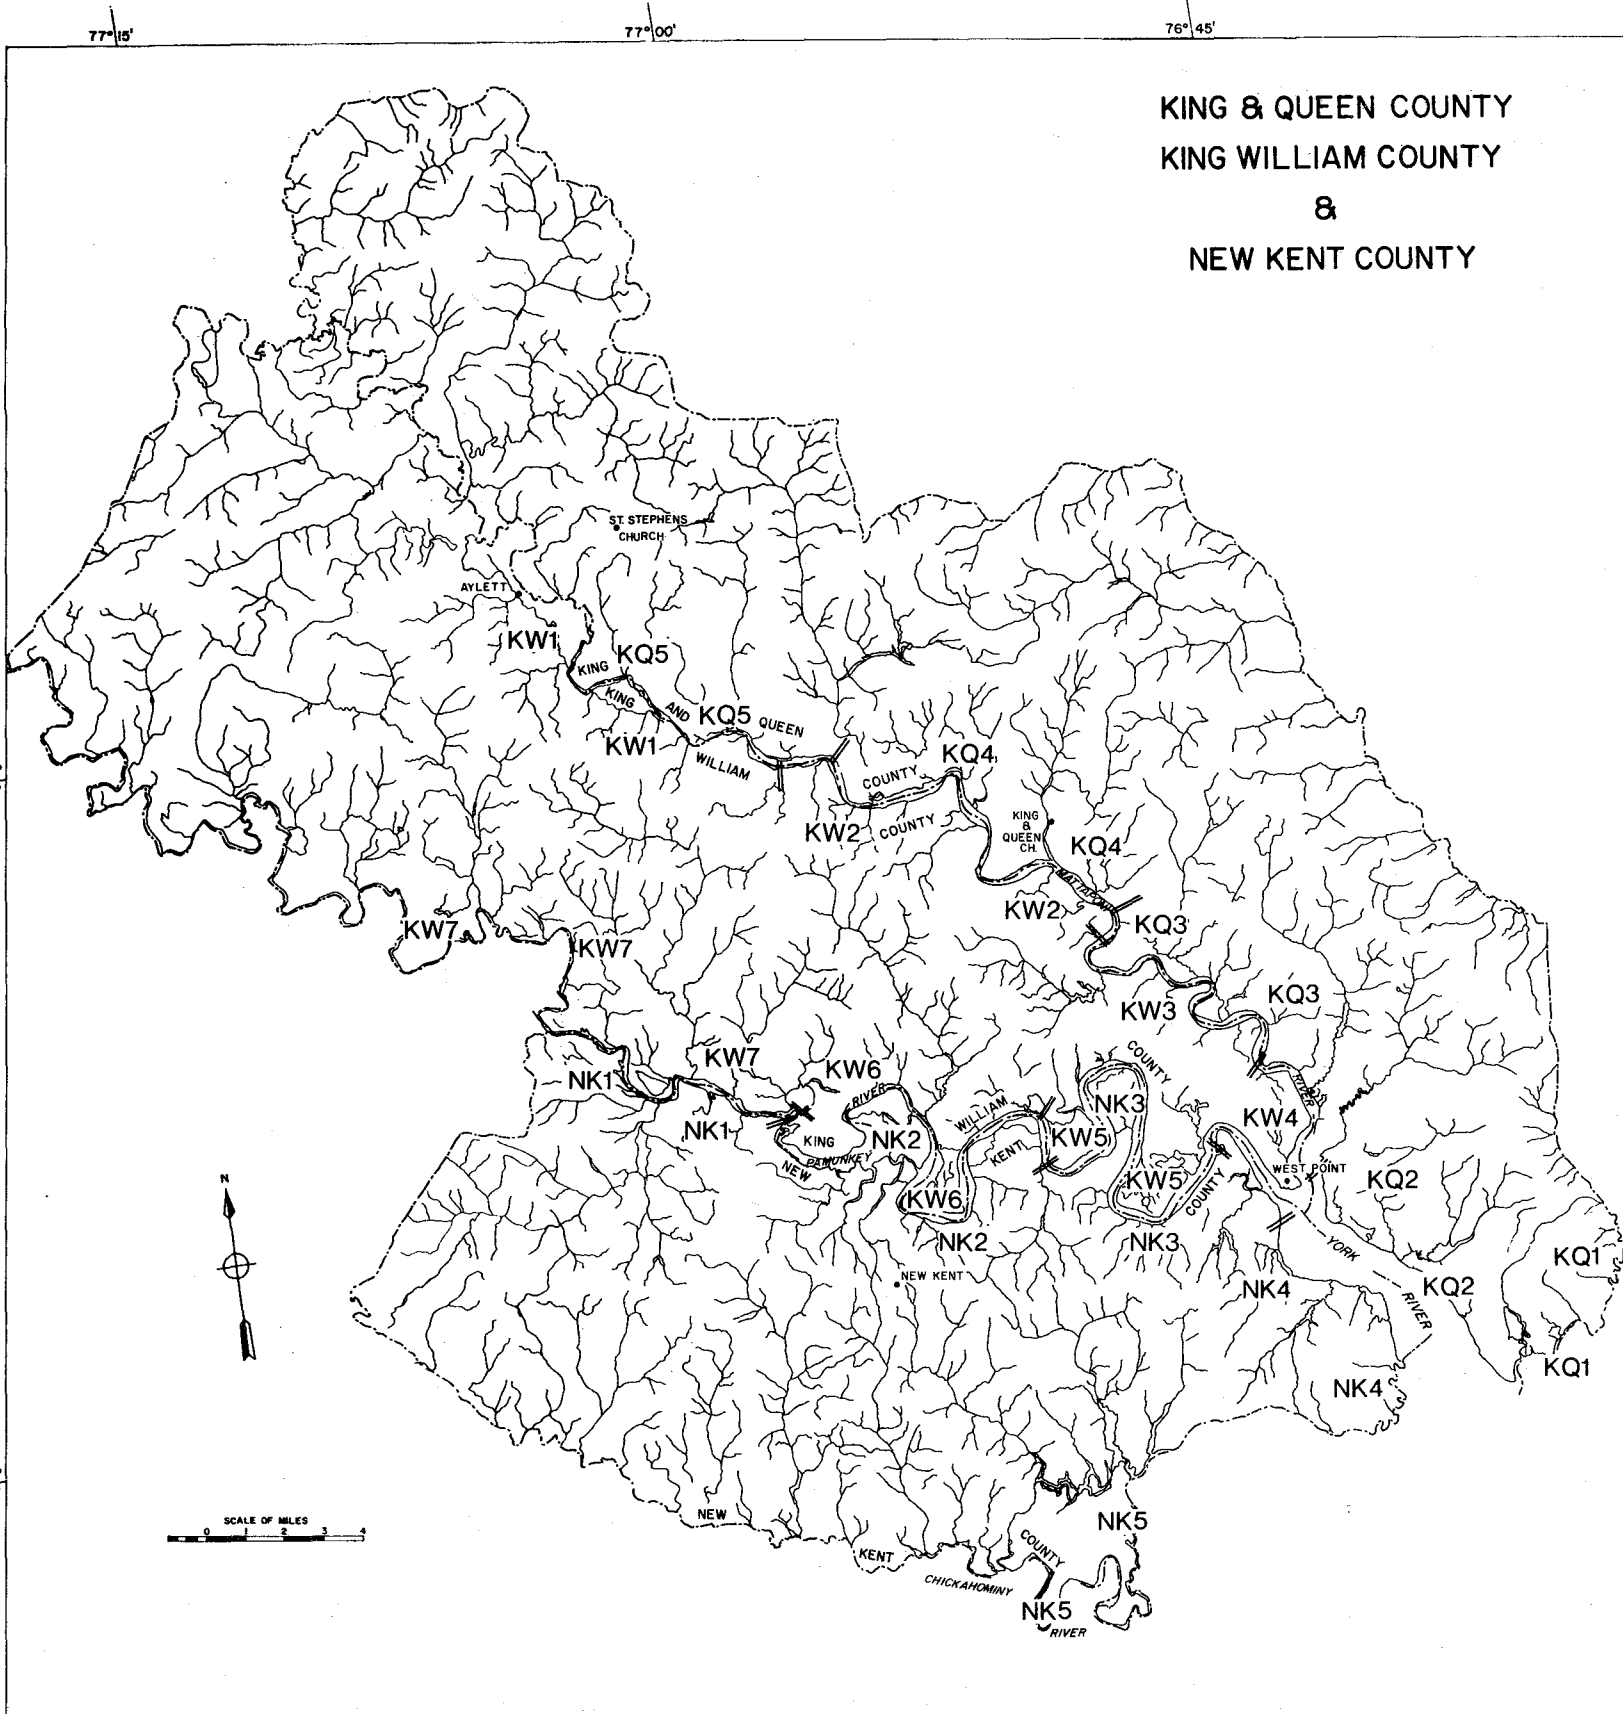 77° 15'
77° 00'
76° 45'
KING & QUEEN COUNTY
KING WILLIAM COUNTY
&
NEW KENT COUNTY
ST. STEPHENS
CHURCH
AYLETT
KW1
KQ5
KING
KING
AND
KQ5
QUEEN
KW1
WILLIAM
KQ4
COUNTY
KW2
COUNTY
KING
&
QUEEN
CH.
KQ4
MATTAPONI
KW2
KQ3
KW7
KW7
KQ3
KW3
KW7
KW6
COUNTY
NK1
RIVER
WILLIAM
NK3
RIVER
KW4
NK1
KING
NK2
KW5
KENT
PAMUNKEY
NEW
WEST POINT
KQ2
KW5
KW6
COUNTY
N
NK2
NK3
YORK
KQ1
NEW KENT
NK4
KQ2
RIVER
KQ1
NK4
SCALE OF MILES
0 1 2 3 4
NEW
NK5
KENT
COUNTY
CHICKAHOMINY
NK5
RIVER